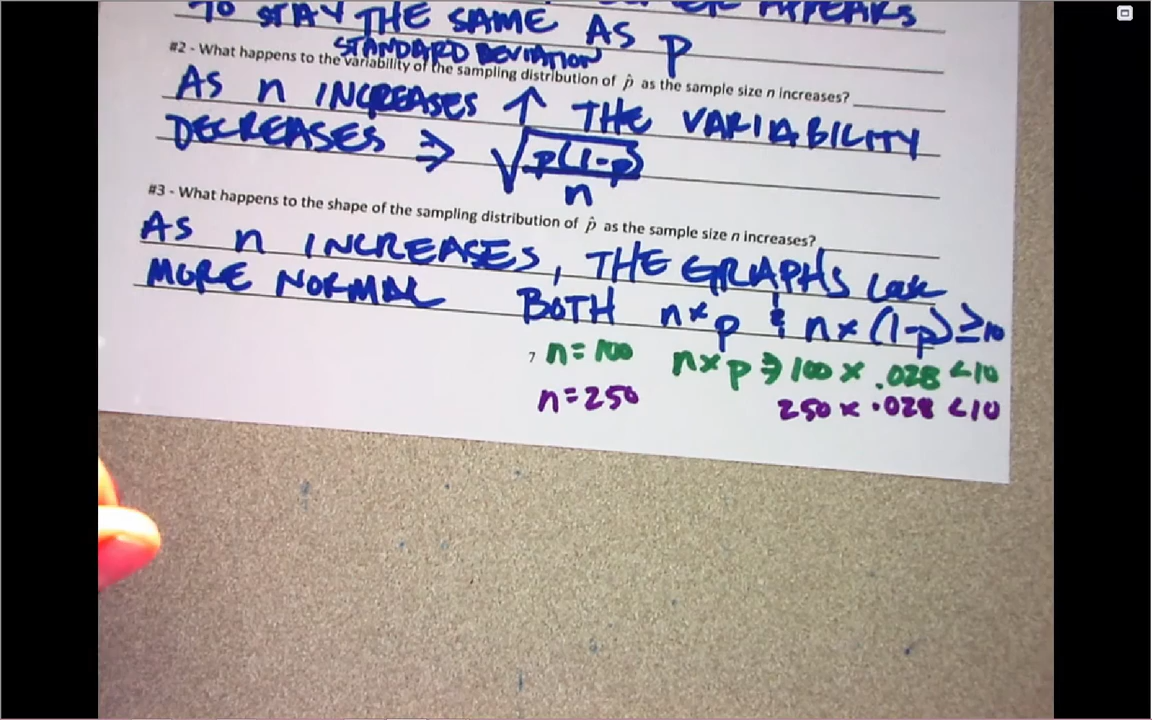 TO STAY THE SAME AS p
APPEARS
STANDARD DEVIATION
#2 - What happens to the variability of the sampling distribution of p̂ as the sample size n increases?
AS n INCREASES ↑ THE VARIABILITY
DECREASES ⇒ √(p(1-p)/n)
#3 - What happens to the shape of the sampling distribution of p̂ as the sample size n increases?
AS n INCREASES, THE GRAPHS LOOK
MORE NORMAL BOTH n×p & n×(1-p)≥10
7 n=100 n×p ⇒ 100 × .028 <10
n=250 250 × .028 <10